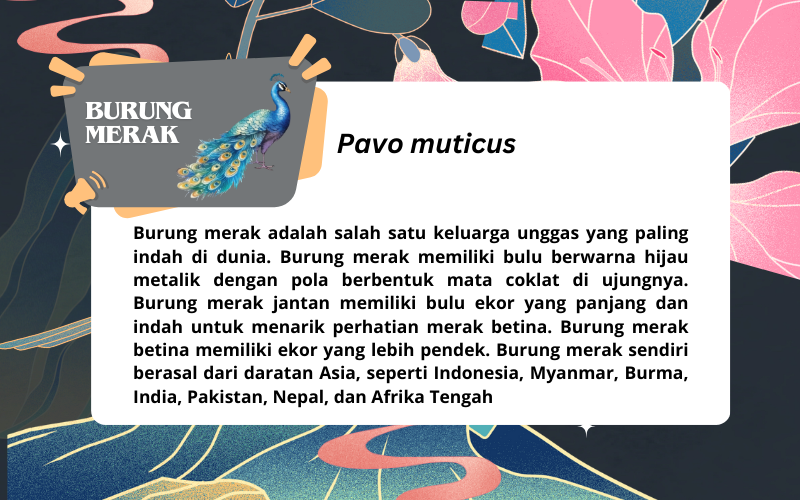 BURUNG
MERAK
Pavo muticus
Burung merak adalah salah satu keluarga unggas yang paling
indah di dunia. Burung merak memiliki bulu berwarna hijau
metalik dengan pola berbentuk mata coklat di ujungnya.
Burung merak jantan memiliki bulu ekor yang panjang dan
indah untuk menarik perhatian merak betina. Burung merak
betina memiliki ekor yang lebih pendek. Burung merak sendiri
berasal dari daratan Asia, seperti Indonesia, Myanmar, Burma,
India, Pakistan, Nepal, dan Afrika Tengah